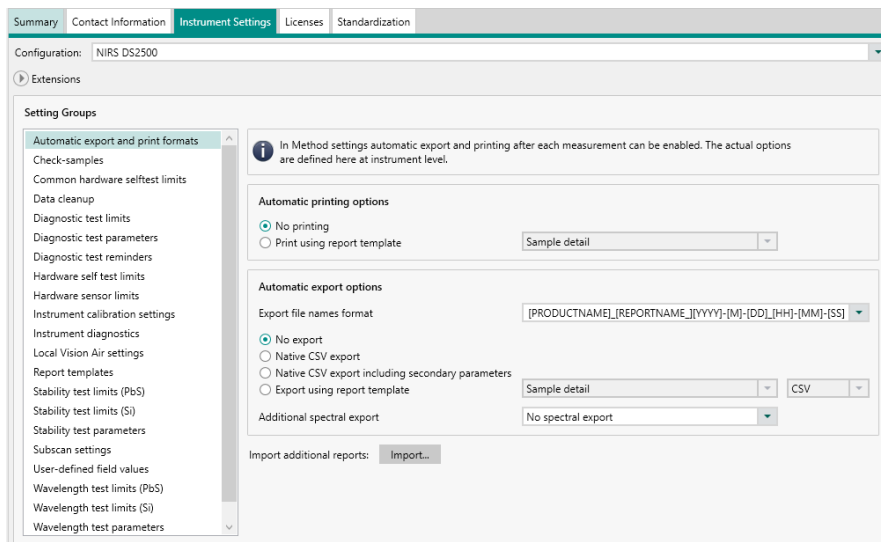 Summary
Contact Information
Instrument Settings
Licenses
Standardization
Configuration: NIRS DS2500
Extensions
Setting Groups
Automatic export and print formats
Check-samples
Common hardware selftest limits
Data cleanup
Diagnostic test limits
Diagnostic test parameters
Diagnostic test reminders
Hardware self test limits
Hardware sensor limits
Instrument calibration settings
Instrument diagnostics
Local Vision Air settings
Report templates
Stability test limits (PbS)
Stability test limits (Si)
Stability test parameters
Subscan settings
User-defined field values
Wavelength test limits (PbS)
Wavelength test limits (Si)
Wavelength test parameters
In Method settings automatic export and printing after each measurement can be enabled. The actual options
are defined here at instrument level.
Automatic printing options
No printing
Print using report template Sample detail
Automatic export options
Export file names format [PRODUCTNAME]_[REPORTNAME_][YYYY]-[M]-[DD]_[HH]-[MM]-[SS]
No export
Native CSV export
Native CSV export including secondary parameters
Export using report template Sample detail CSV
Additional spectral export No spectral export
Import additional reports: Import...